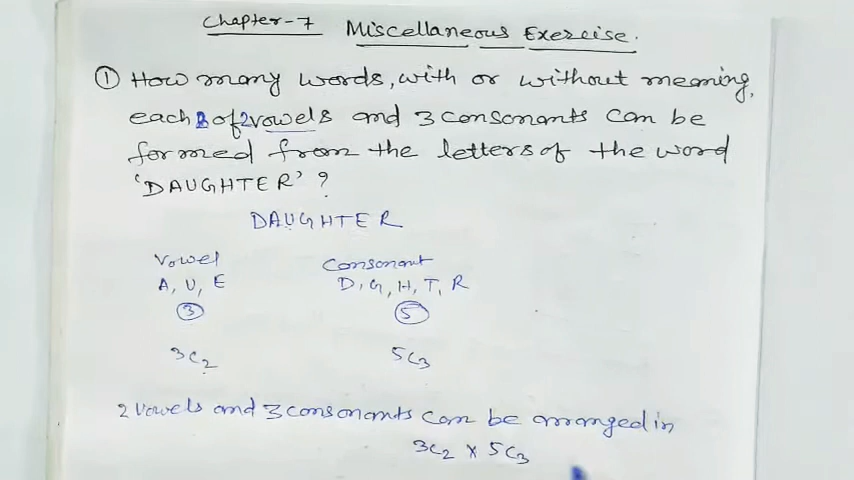 Chapter-7 Miscellaneous Exercise.
① How many words, with or without meaning,
each of 2 vowels and 3 consonants can be
formed from the letters of the word
'DAUGHTER' ?
DAUGHTER
Vowel Consonant
A, U, E D, G, H, T, R
③ ⑤
3C₂ 5C₃
2 vowels and 3 consonants can be arranged in
3C₂ × 5C₃